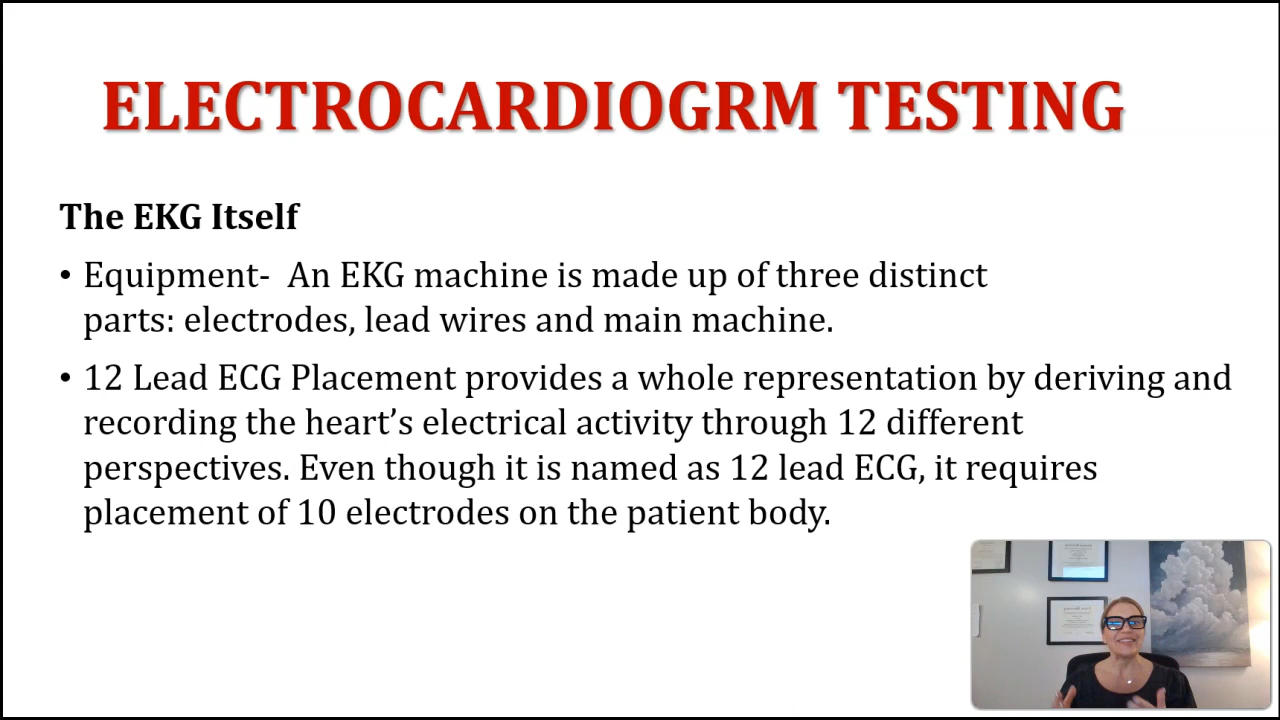 ELECTROCARDIOGRM TESTING
The EKG Itself
• Equipment-  An EKG machine is made up of three distinct
parts: electrodes, lead wires and main machine.
• 12 Lead ECG Placement provides a whole representation by deriving and
recording the heart’s electrical activity through 12 different
perspectives. Even though it is named as 12 lead ECG, it requires
placement of 10 electrodes on the patient body.